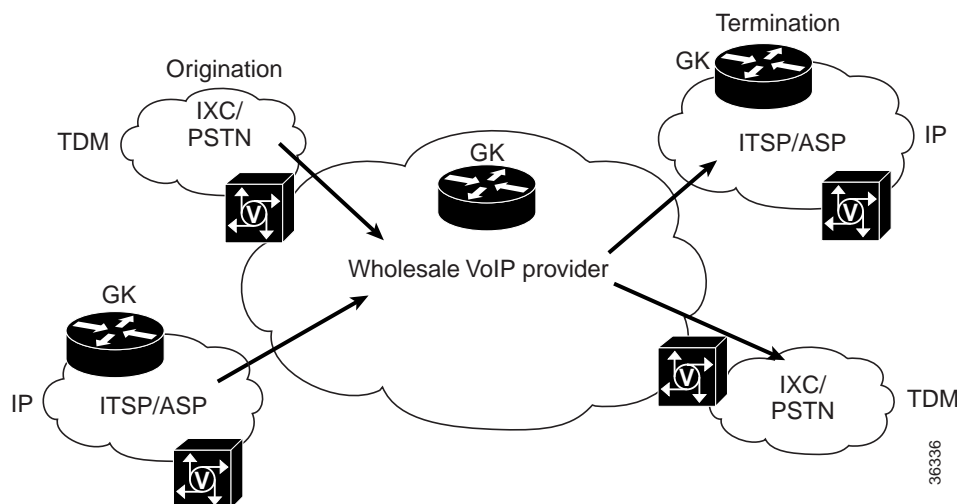 Termination
GK
Origination
IXC/
PSTN
TDM
ITSP/ASP
IP
GK
V
V
Wholesale VoIP provider
GK
V
IXC/
PSTN
TDM
IP
ITSP/ASP
V
36336